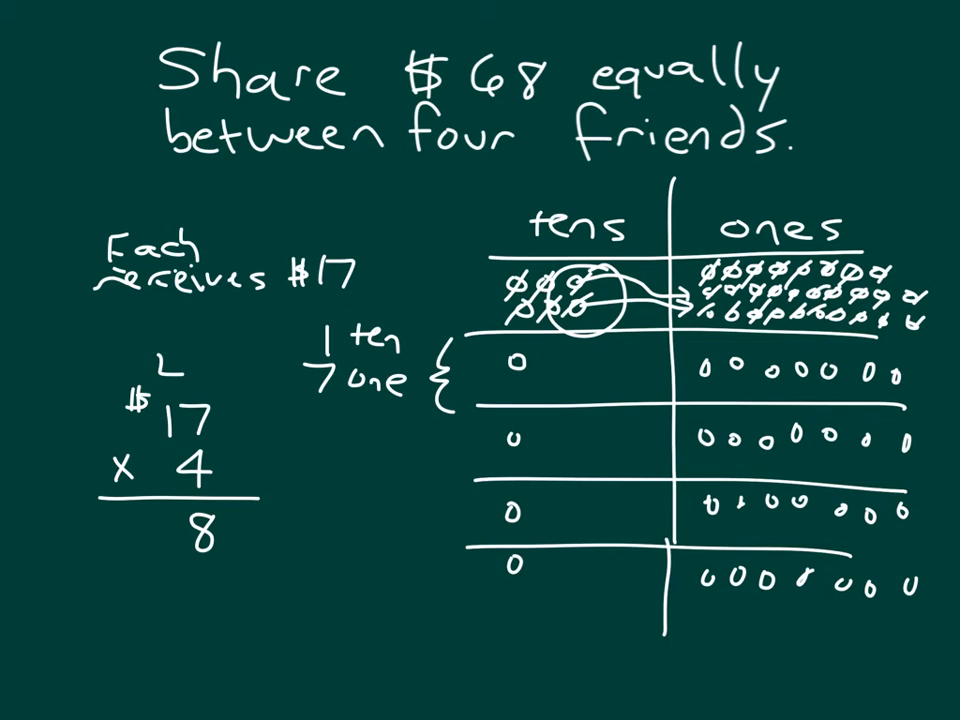 Share $68 equally
between four friends.
tens ones
Each
receives $17
1 ten
7 one
2
$17
x 4
8